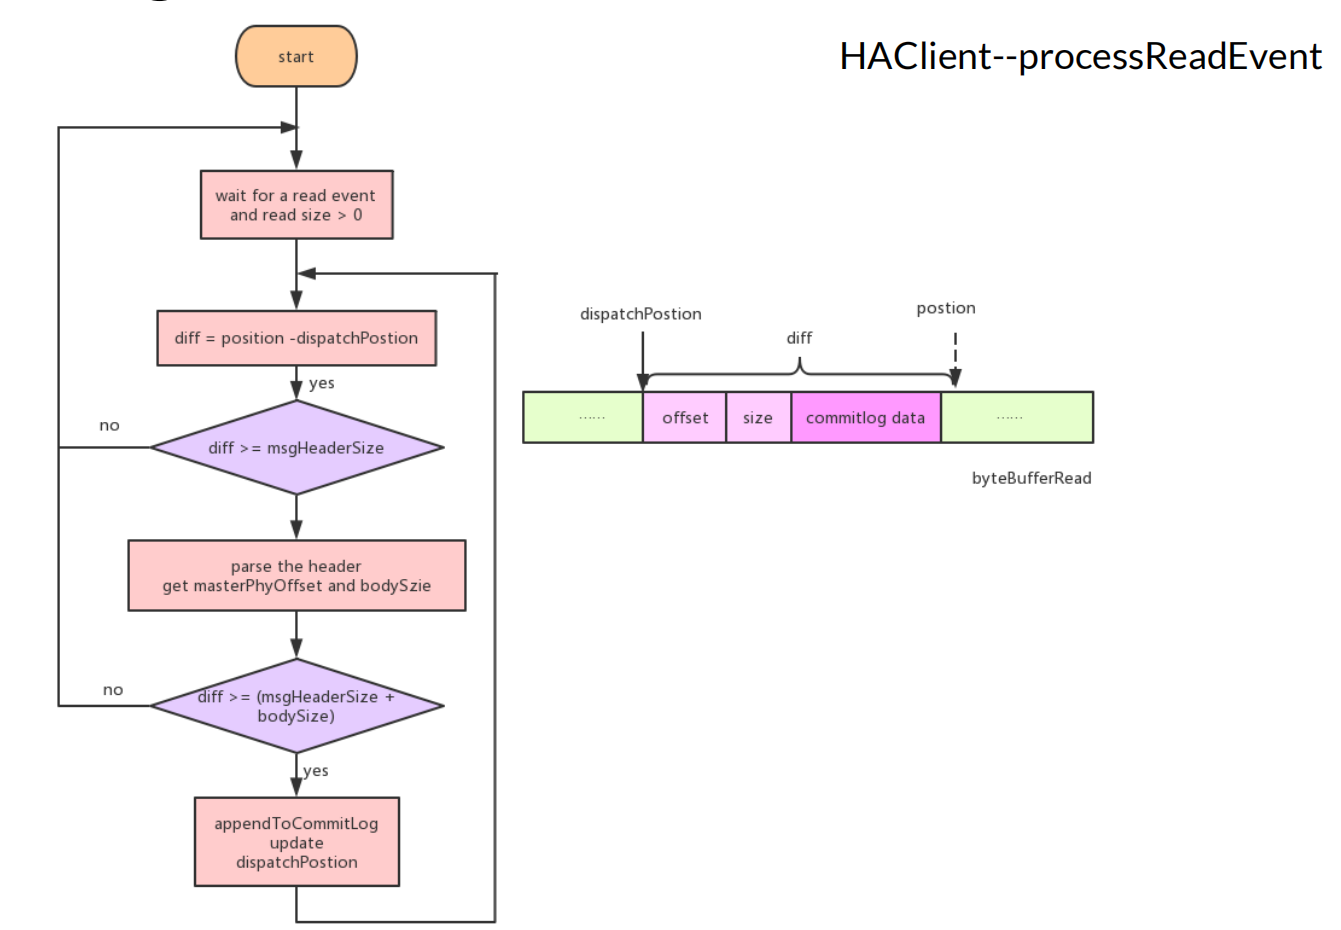 HAClient--processReadEvent
start
wait for a read event
and read size > 0
diff = position -dispatchPostion
yes
no
diff >= msgHeaderSize
parse the header
get masterPhyOffset and bodySzie
no
diff >= (msgHeaderSize +
bodySize)
yes
appendToCommitLog
update
dispatchPostion
dispatchPostion
postion
diff
......
offset
size
commitlog data
......
byteBufferRead